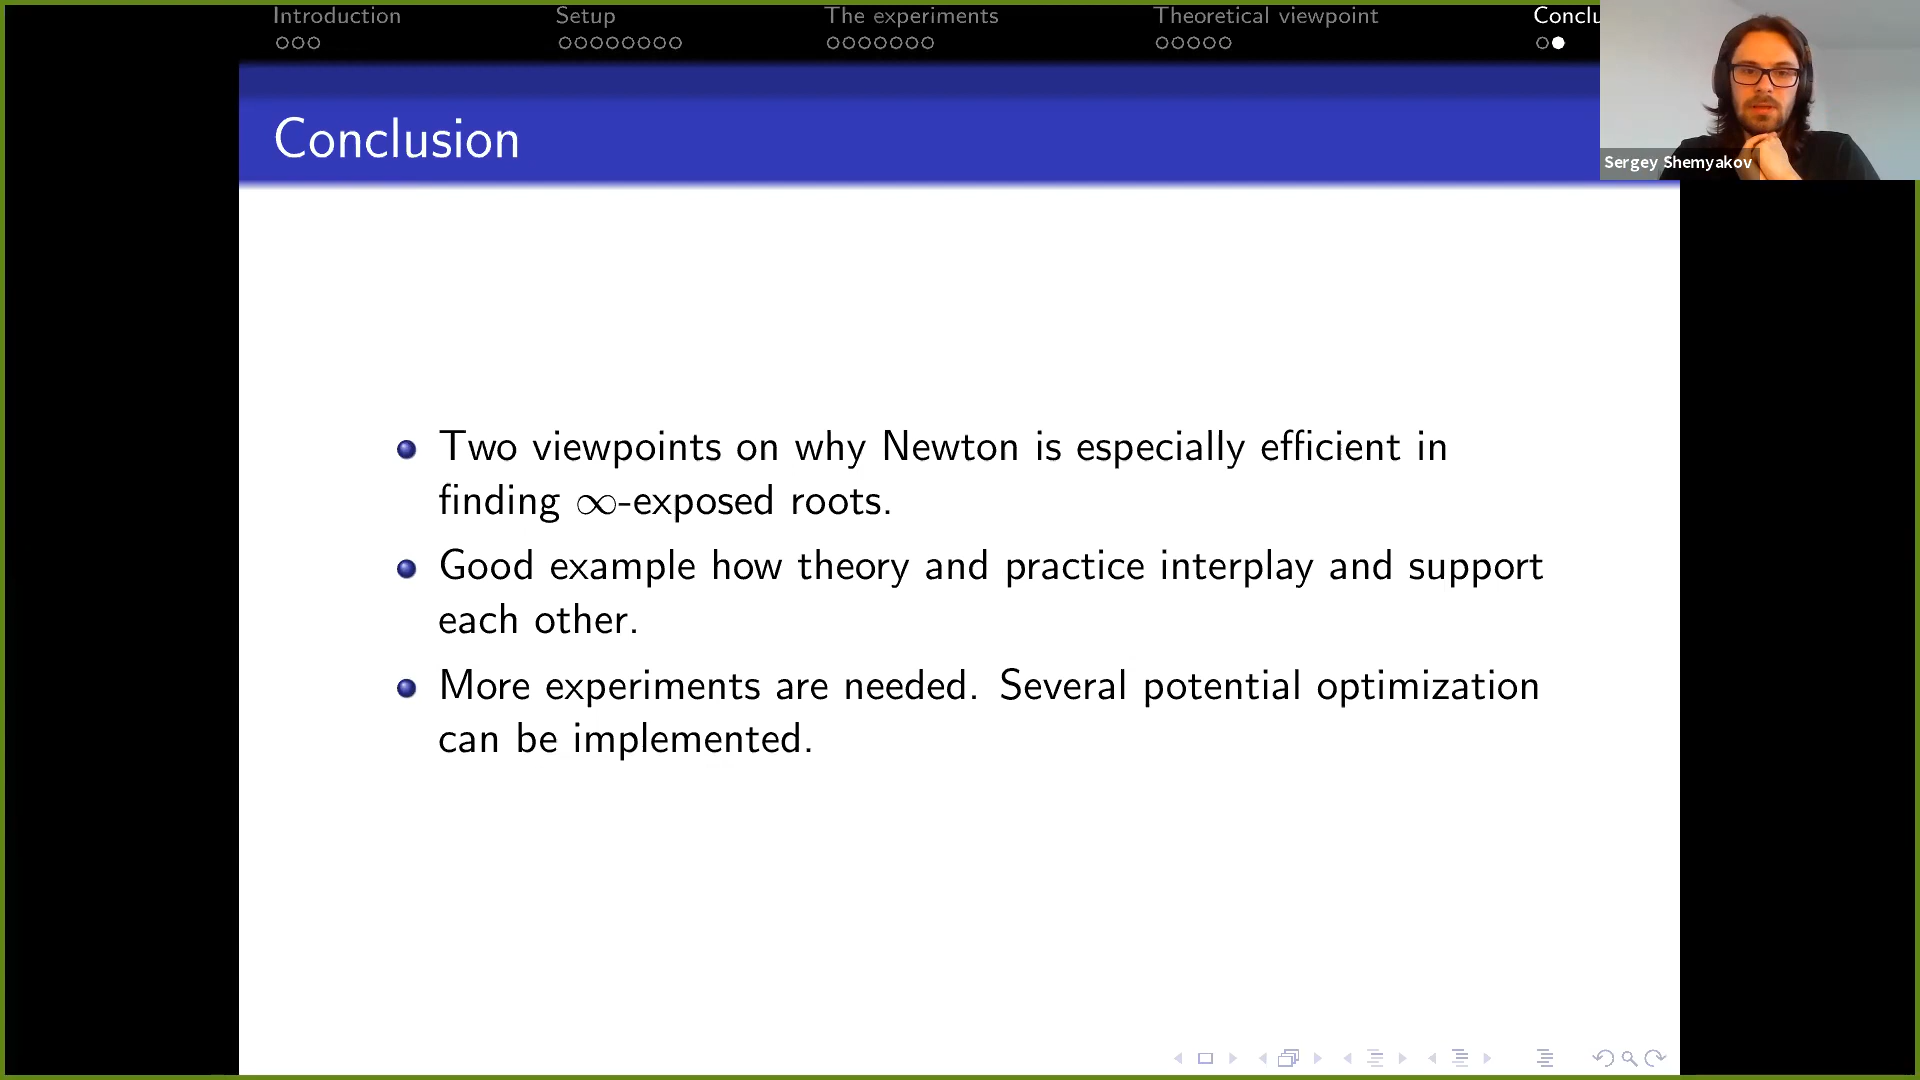 Introduction
Setup
The experiments
Theoretical viewpoint
Conclu
Sergey Shemyakov
Conclusion
Two viewpoints on why Newton is especially efficient in
finding ∞-exposed roots.
Good example how theory and practice interplay and support
each other.
More experiments are needed. Several potential optimization
can be implemented.